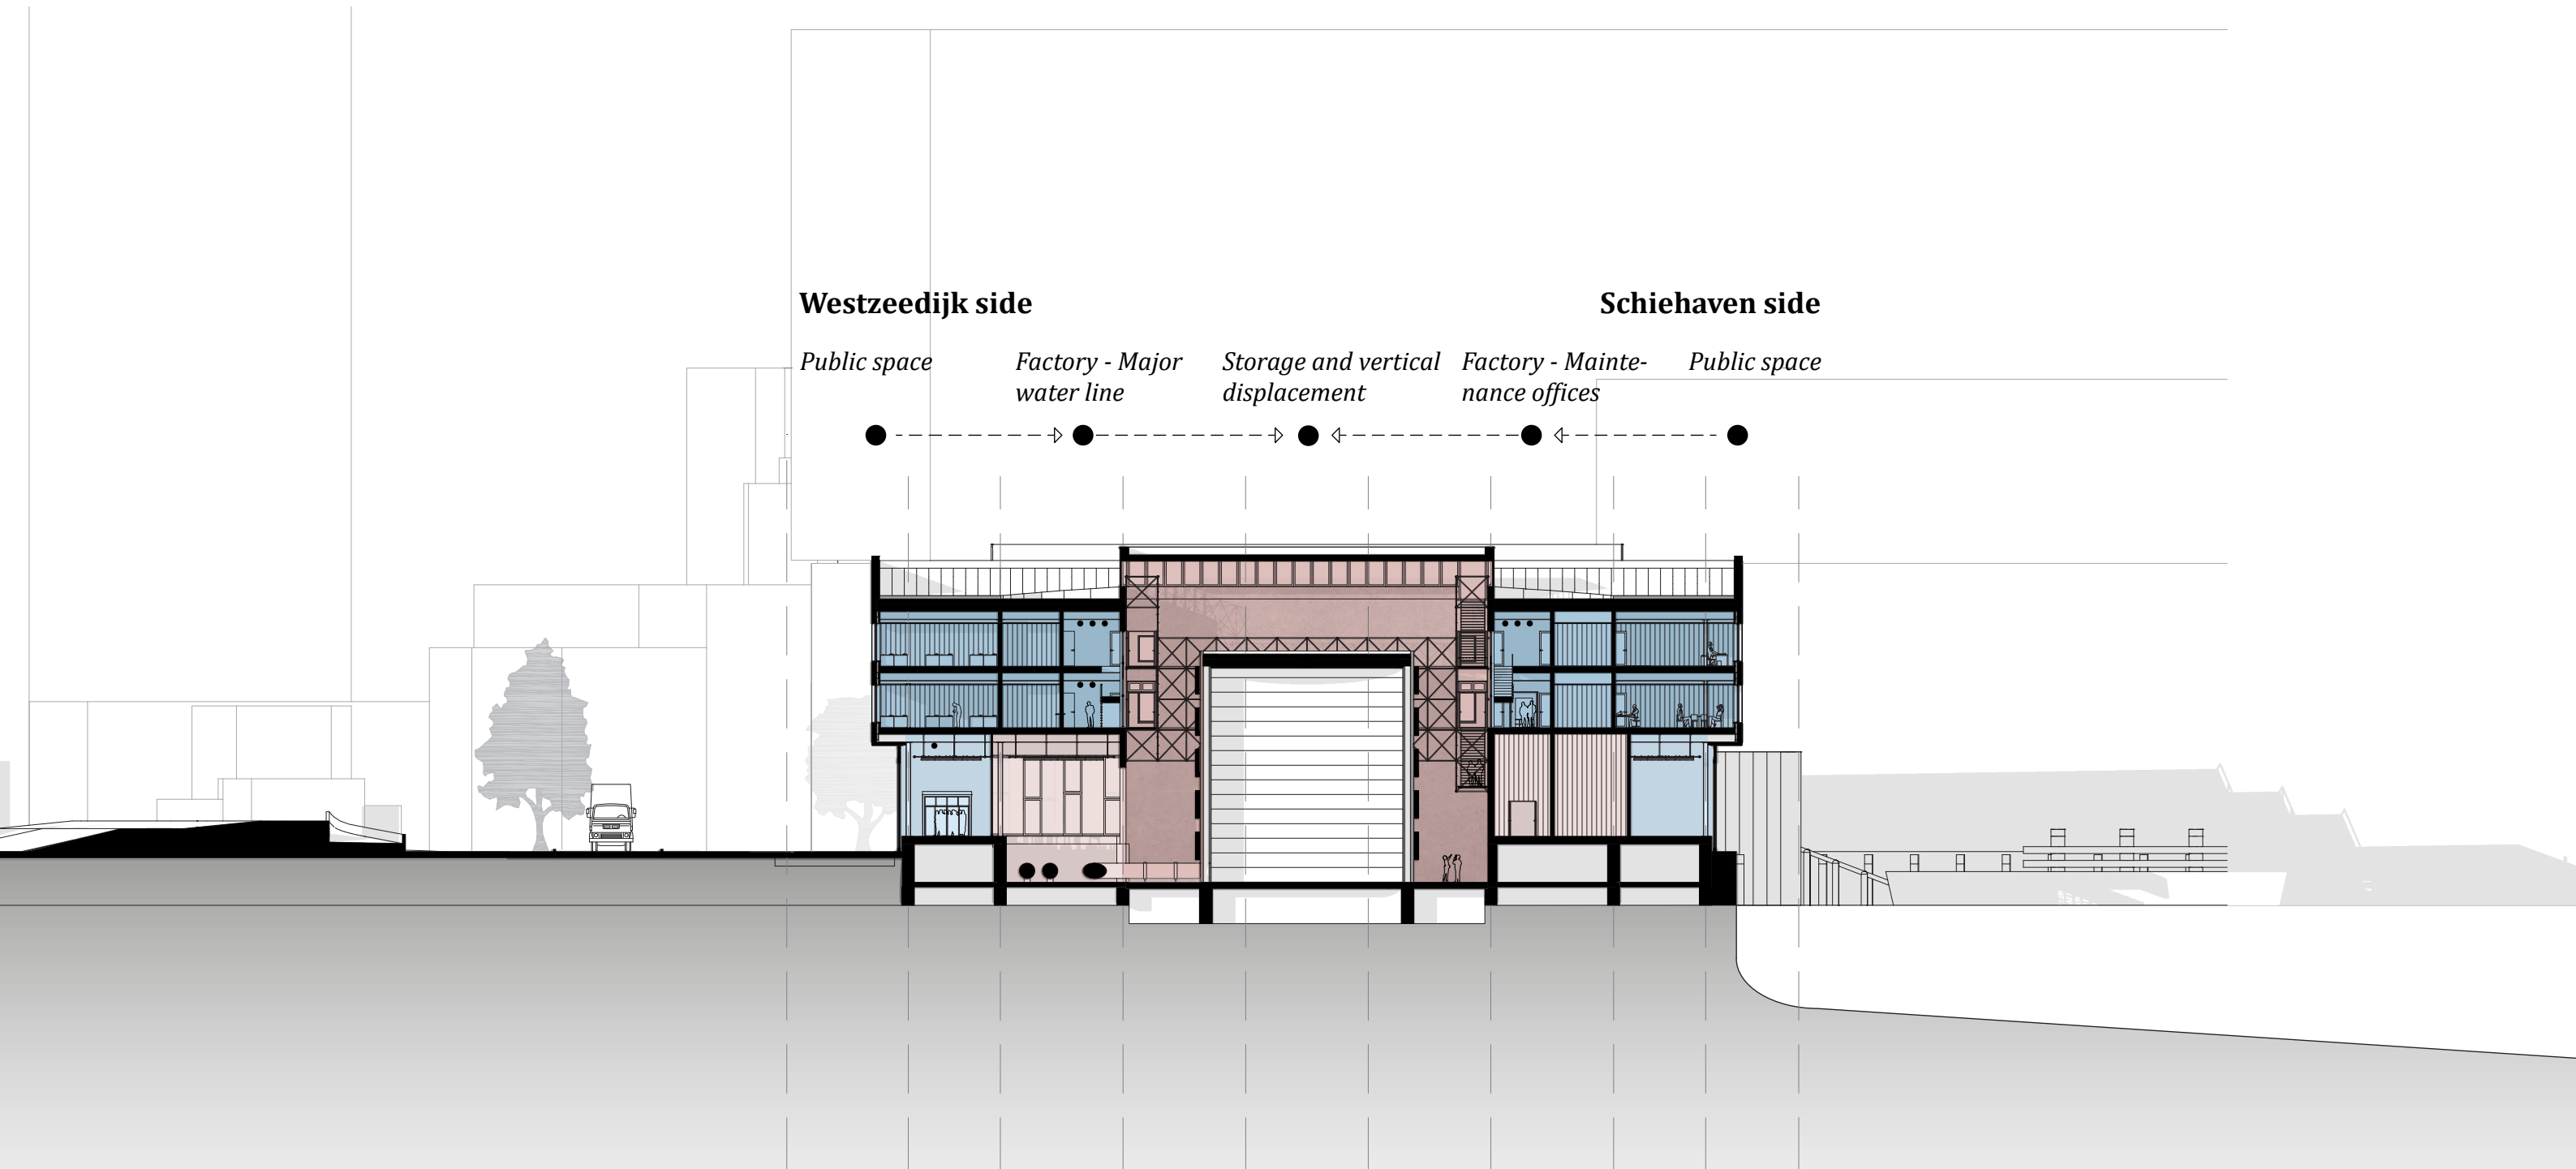 Westzeedijk side
Schiehaven side
Public space
Factory - Major
water line
Storage and vertical
displacement
Factory - Mainte-
nance offices
Public space